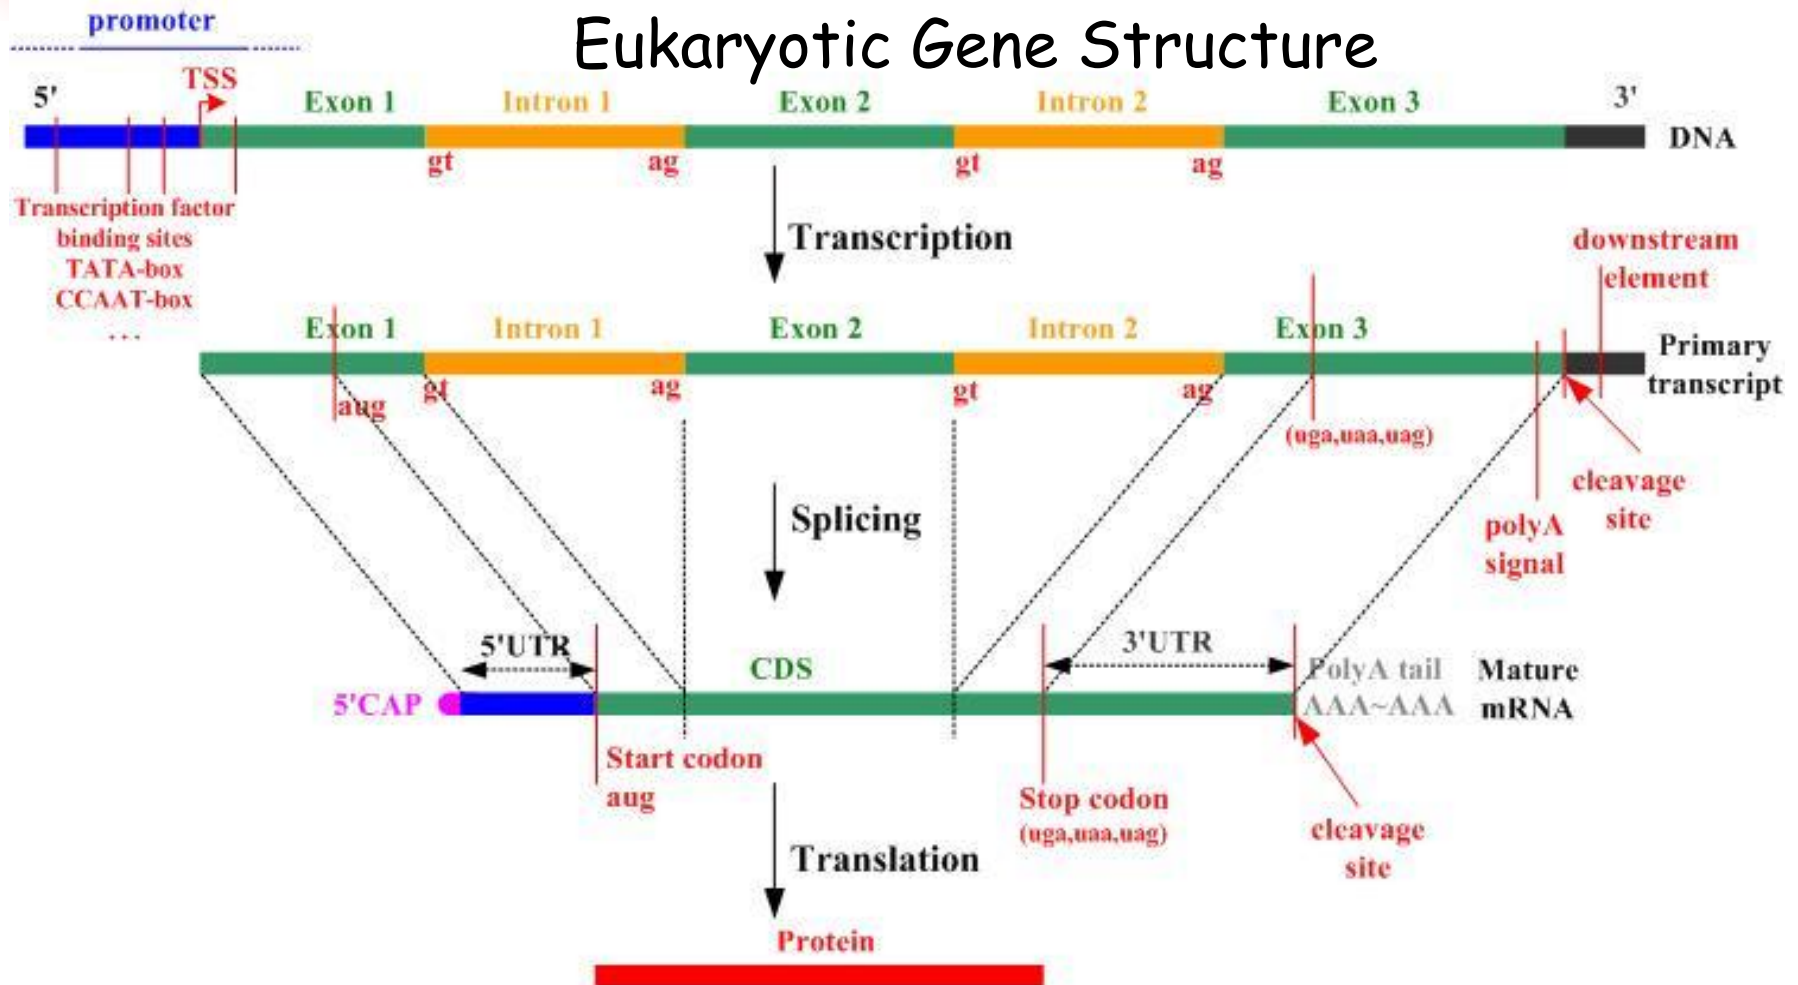 promoter
Eukaryotic Gene Structure
5'
TSS
Exon 1
Intron 1
Exon 2
Intron 2
Exon 3
3'
DNA
gt
ag
gt
ag
Transcription factor
binding sites
TATA-box
CCAAT-box
...
Transcription
downstream
element
Exon 1
Intron 1
Exon 2
Intron 2
Exon 3
Primary
transcript
aug
gt
ag
gt
ag
(uga,uaa,uag)
cleavage
site
polyA
signal
Splicing
5'UTR
CDS
3'UTR
PolyA tail
AAA~AAA
Mature
mRNA
5'CAP
Start codon
aug
Stop codon
(uga,uaa,uag)
cleavage
site
Translation
Protein